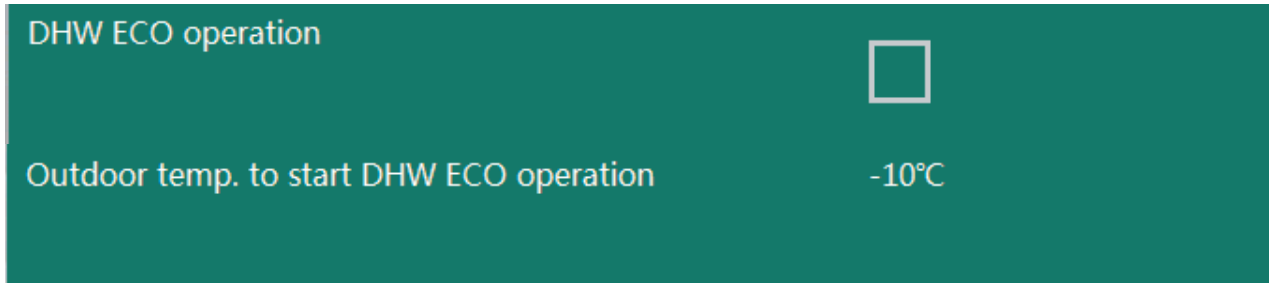 DHW ECO operation
Outdoor temp. to start DHW ECO operation -10℃